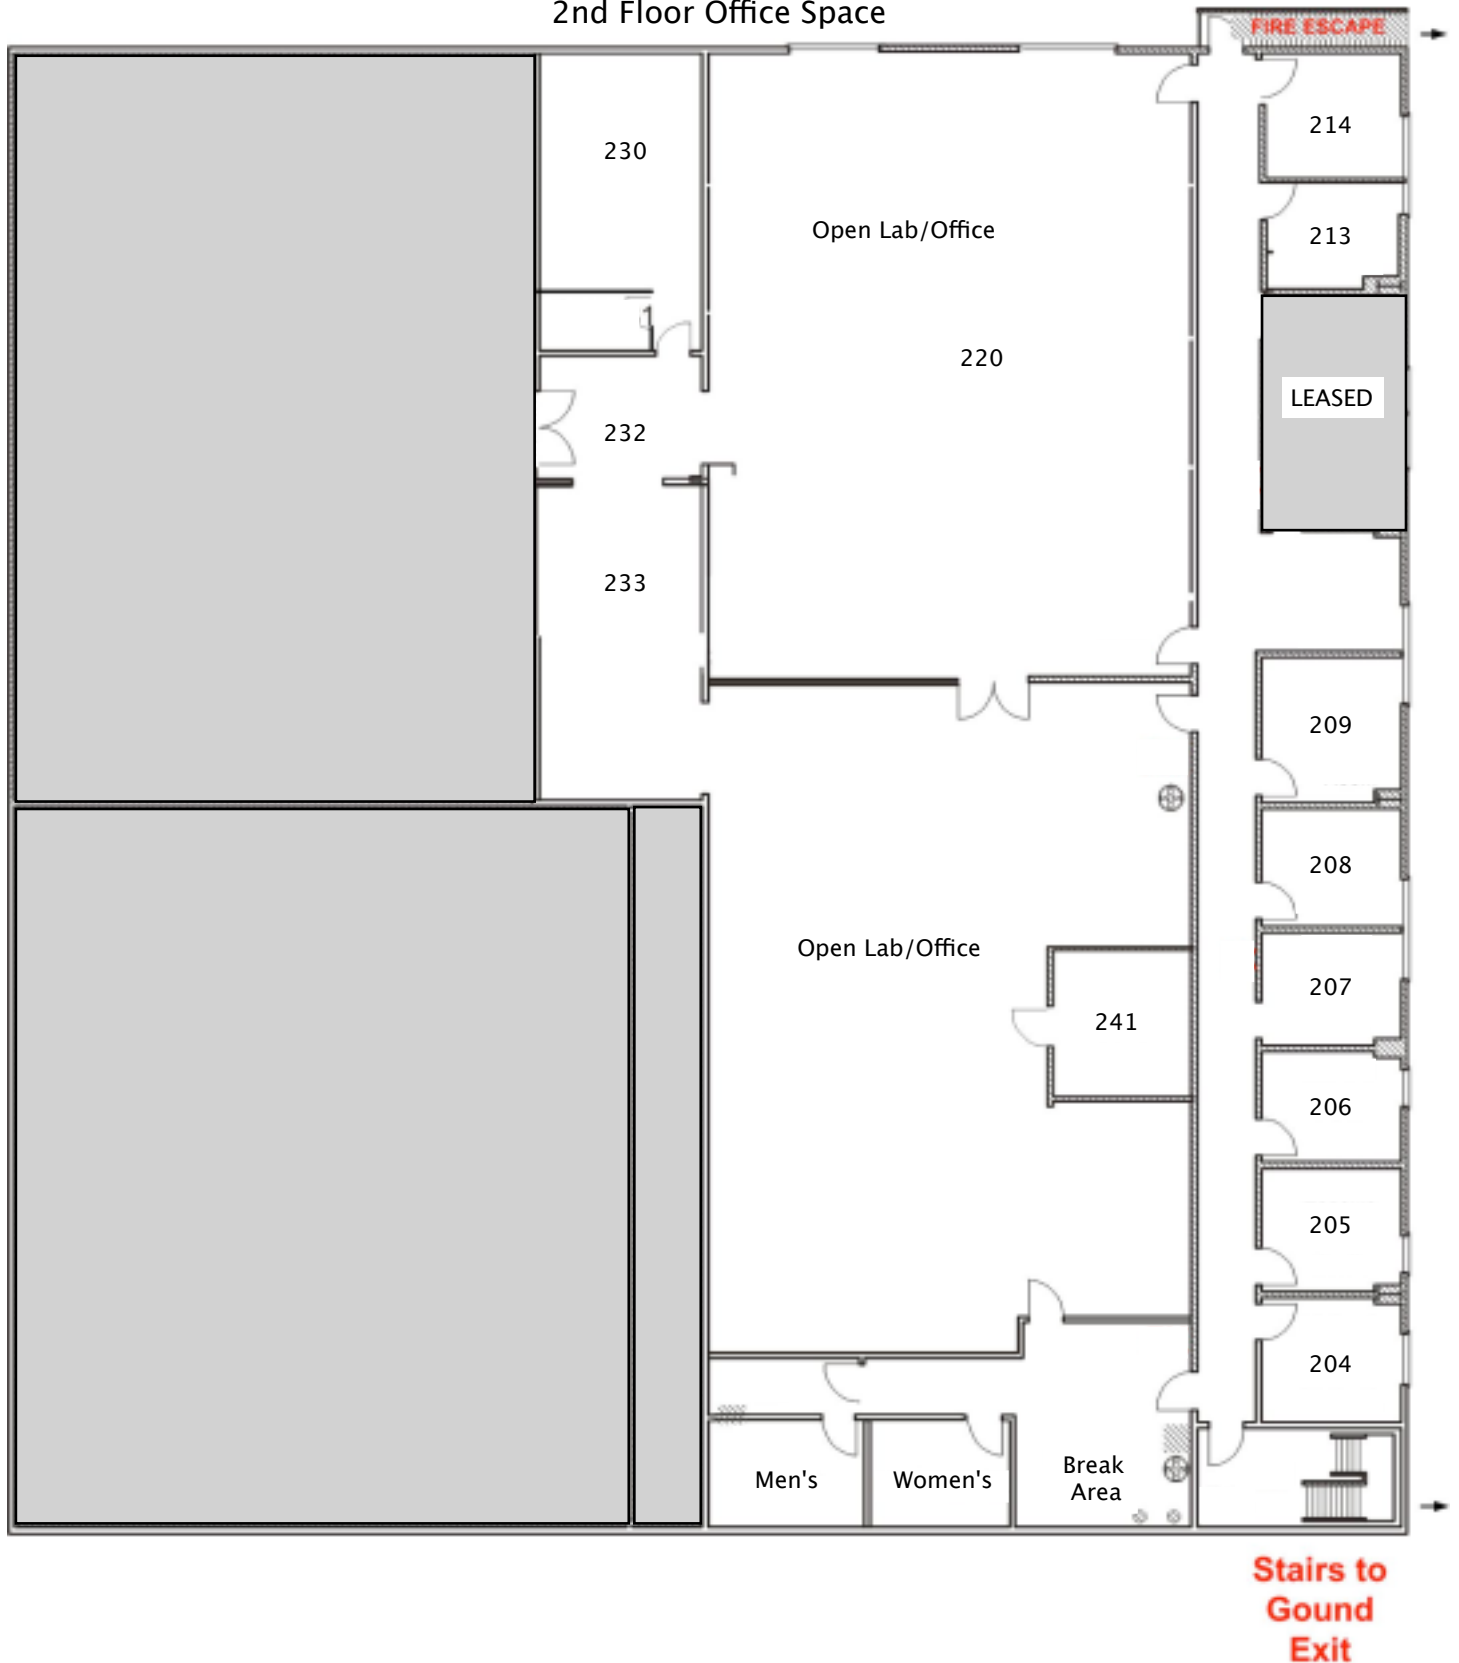 2nd Floor Office Space
FIRE ESCAPE
214
230
Open Lab/Office
213
220
LEASED
232
233
209
208
Open Lab/Office
207
241
206
205
204
Men's
Women's
Break
Area
Stairs to
Gound
Exit